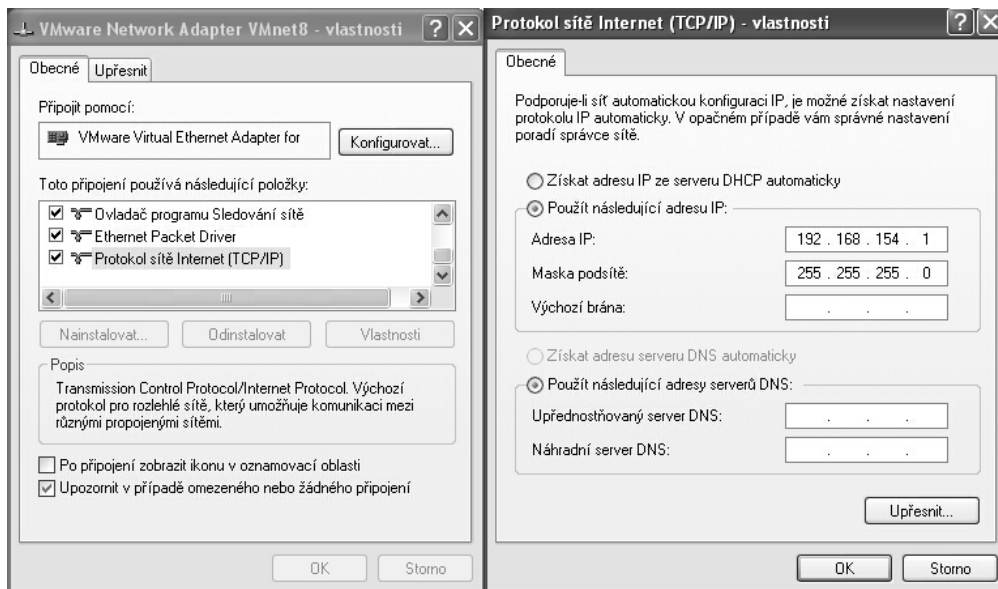 VMware Network Adapter VMnet8 - vlastnosti
Obecné
Upřesnit
Připojit pomocí:
VMware Virtual Ethernet Adapter for
Konfigurovat...
Toto připojení používá následující položky:
Ovladač programu Sledování sítě
Ethernet Packet Driver
Protokol sítě Internet (TCP/IP)
Nainstalovat...
Odinstalovat
Vlastnosti
Popis
Transmission Control Protocol/Internet Protocol. Výchozí
protokol pro rozlehlé sítě, který umožňuje komunikaci mezi
různými propojenými sítěmi.
Po připojení zobrazit ikonu v oznamovací oblasti
Upozornit v případě omezeného nebo žádného připojení
OK
Storno
Protokol sítě Internet (TCP/IP) - vlastnosti
Obecné
Podporuje-li síť automatickou konfiguraci IP, je možné získat nastavení
protokolu IP automaticky. V opačném případě vám správné nastavení
poradí správce sítě.
Získat adresu IP ze serveru DHCP automaticky
Použít následující adresu IP:
Adresa IP: 192 . 168 . 154 . 1
Maska podsítě: 255 . 255 . 255 . 0
Výchozí brána: . . .
Získat adresu serveru DNS automaticky
Použít následující adresy serverů DNS:
Upřednostňovaný server DNS: . . .
Náhradní server DNS: . . .
Upřesnit...
OK
Storno